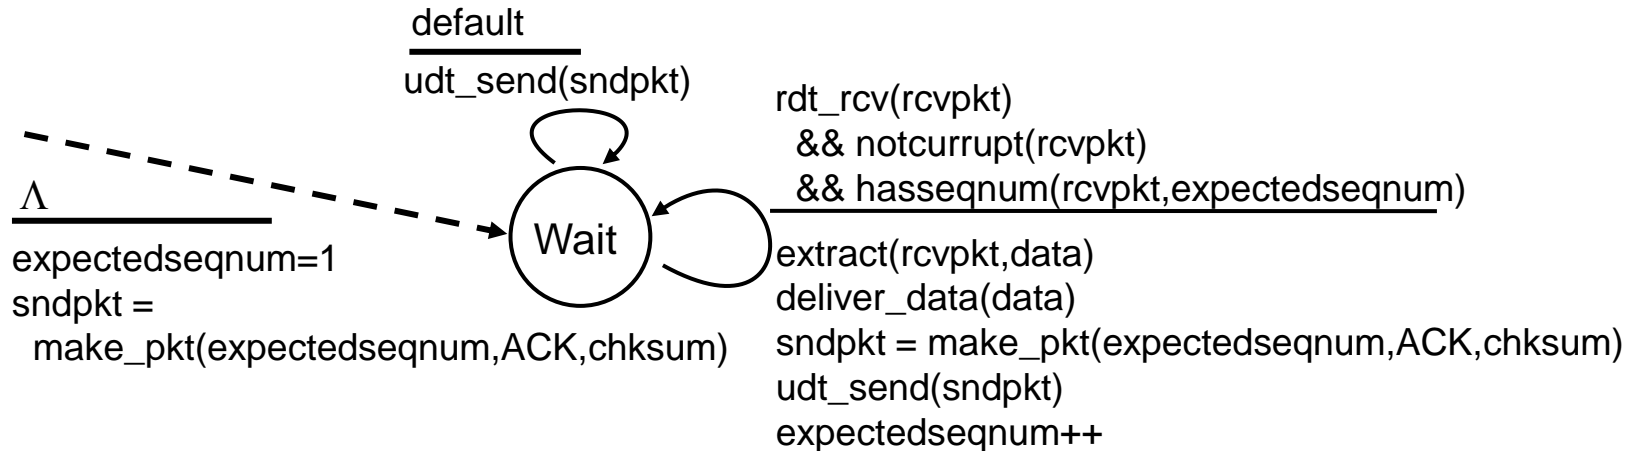 default
udt_send(sndpkt)
rdt_rcv(rcvpkt)
&& notcurrupt(rcvpkt)
&& hasseqnum(rcvpkt,expectedseqnum)
Λ
Wait
expectedseqnum=1
sndpkt =
make_pkt(expectedseqnum,ACK,chksum)
extract(rcvpkt,data)
deliver_data(data)
sndpkt = make_pkt(expectedseqnum,ACK,chksum)
udt_send(sndpkt)
expectedseqnum++